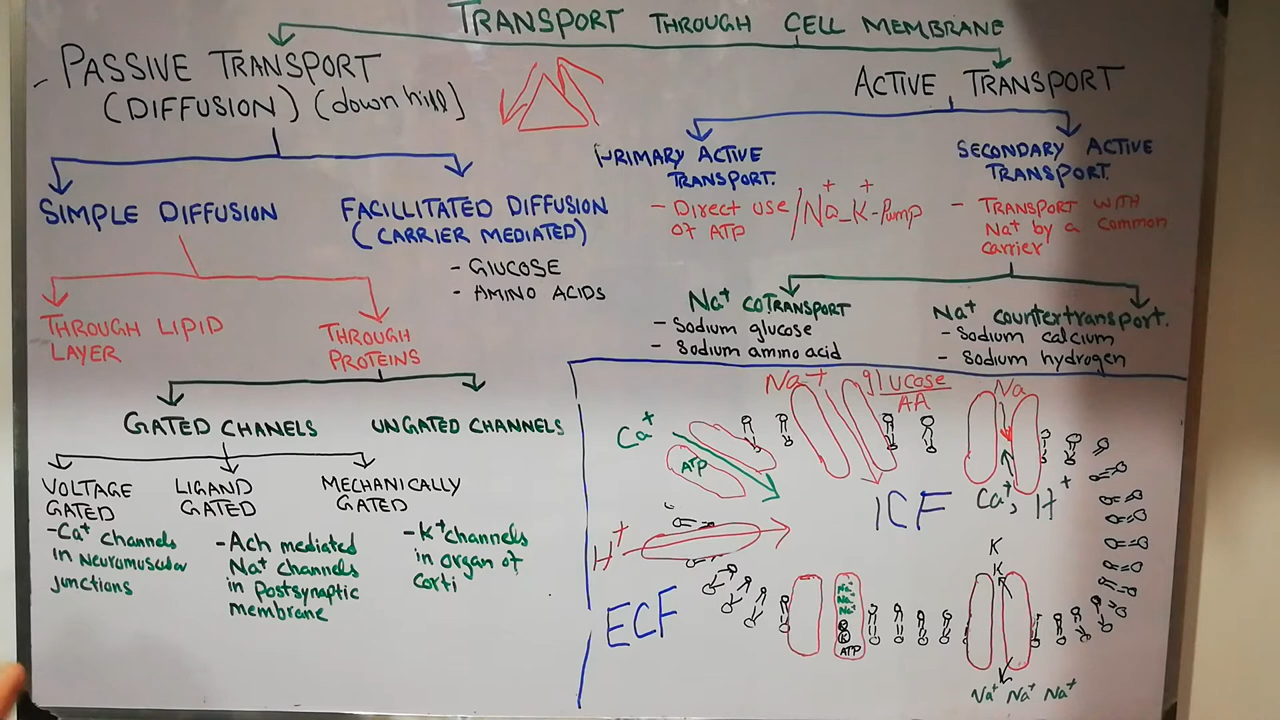 TRANSPORT THROUGH CELL MEMBRANE
- PASSIVE TRANSPORT
(DIFFUSION) (down hill)
SIMPLE DIFFUSION
FACILLITATED DIFFUSION
(CARRIER MEDIATED)
- GLUCOSE
- AMINO ACIDS
THROUGH LIPID
LAYER
THROUGH
PROTEINS
GATED CHANELS
UNGATED CHANNELS
VOLTAGE
GATED
- Ca+ channels
in Neuromuscular
junctions
LIGAND
GATED
- Ach mediated
Na+ channels
in postsynaptic
membrane
MECHANICALLY
GATED
- K+ channels
in organ of
corti
ACTIVE TRANSPORT
PRIMARY ACTIVE
TRANSPORT.
- Direct use / Na+_K+-Pump
of ATP
SECONDARY ACTIVE
TRANSPORT.
- TRANSPORT WITH
Na+ by a common
carrier
Na+ COTRANSPORT
- Sodium glucose
- Sodium amino acid
Na+ countertransport.
- Sodium calcium
- Sodium hydrogen
Na+
glucose
AA
Na
Ca+
ATP
ICF
Ca+, H+
H+
ECF
K
K
Na+
Na+
Na+
K
K
ATP
Na+ Na+ Na+